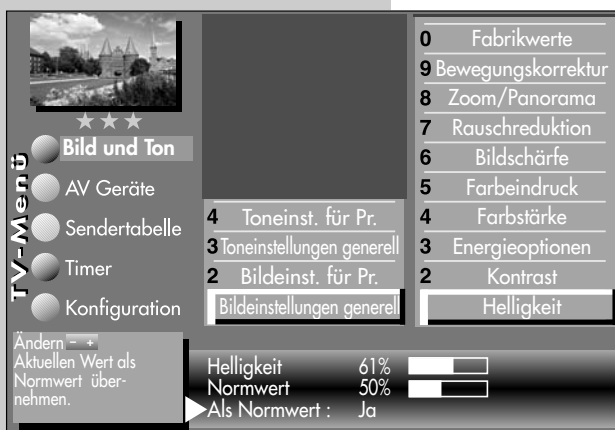 TV-Menü
Bild und Ton
AV Geräte
Sendertabelle
Timer
Konfiguration
4 Toneinst. für Pr.
3 Toneinstellungen generell
2 Bildeinst. für Pr.
Bildeinstellungen generell
0 Fabrikwerte
9 Bewegungskorrektur
8 Zoom/Panorama
7 Rauschreduktion
6 Bildschärfe
5 Farbeindruck
4 Farbstärke
3 Energieoptionen
2 Kontrast
Helligkeit
Ändern - +
Aktuellen Wert als
Normwert über-
nehmen.
Helligkeit 61%
Normwert 50%
Als Normwert : Ja